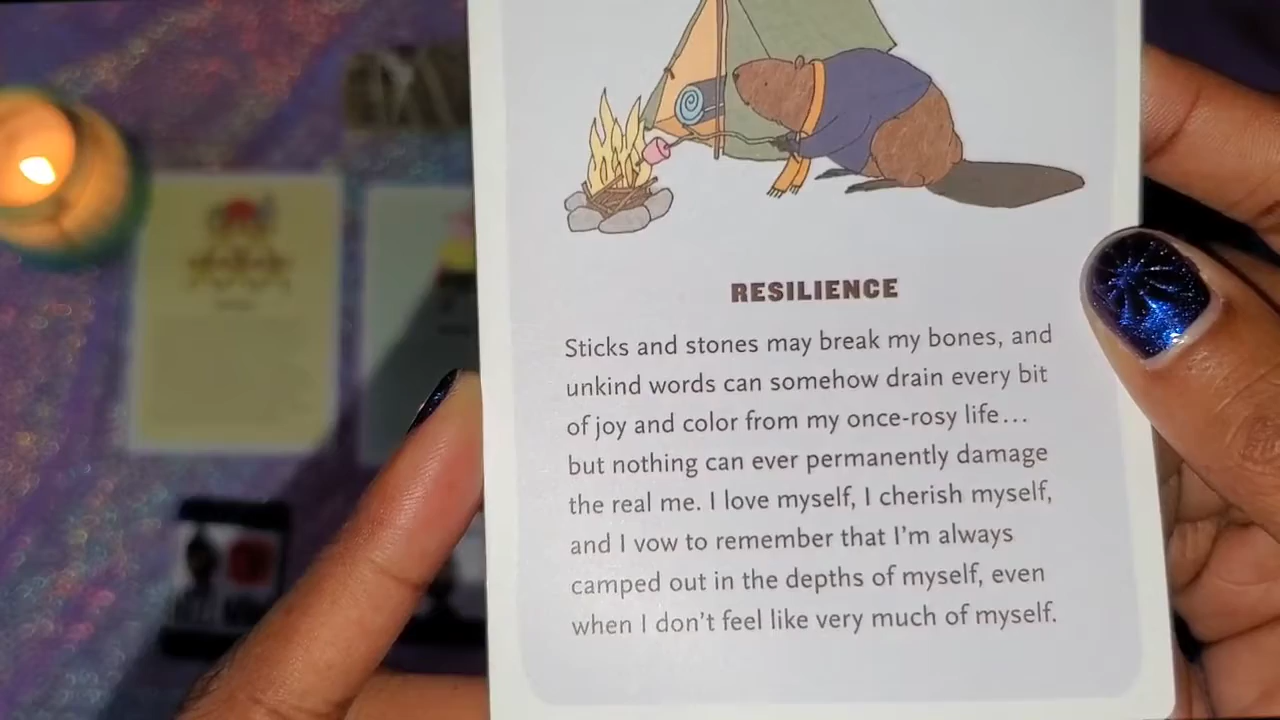 RESILIENCE
Sticks and stones may break my bones, and
unkind words can somehow drain every bit
of joy and color from my once-rosy life...
but nothing can ever permanently damage
the real me. I love myself, I cherish myself,
and I vow to remember that I'm always
camped out in the depths of myself, even
when I don't feel like very much of myself.